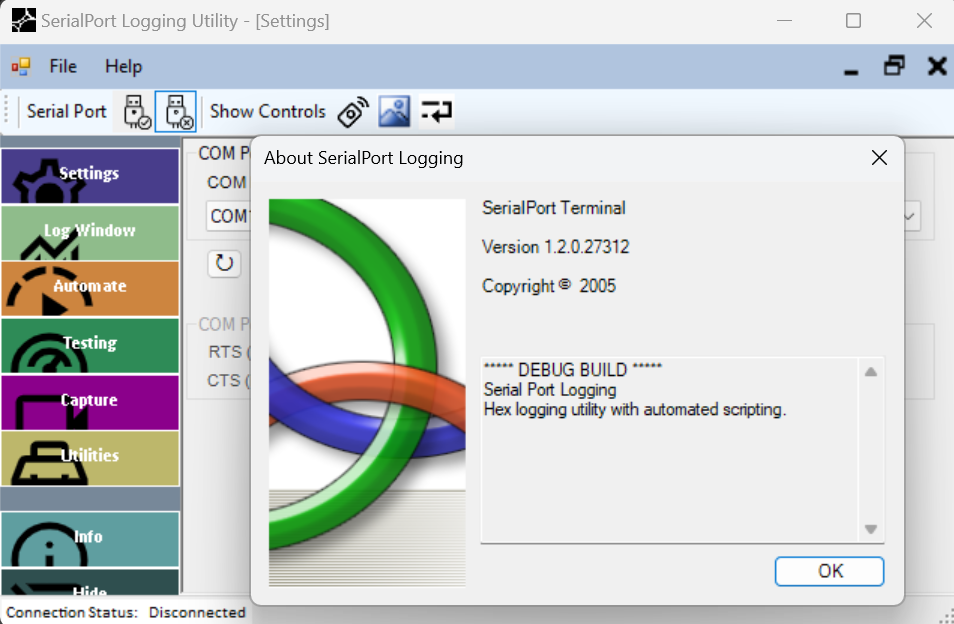 SerialPort Logging Utility - [Settings]
File Help
Serial Port Show Controls
Settings
Log Window
Automate
Testing
Capture
Utilities
Info
Hide
COM P
COM
COM
COM P
RTS (
CTS (
About SerialPort Logging
SerialPort Terminal
Version 1.2.0.27312
Copyright © 2005
***** DEBUG BUILD *****
Serial Port Logging
Hex logging utility with automated scripting.
OK
Connection Status: Disconnected